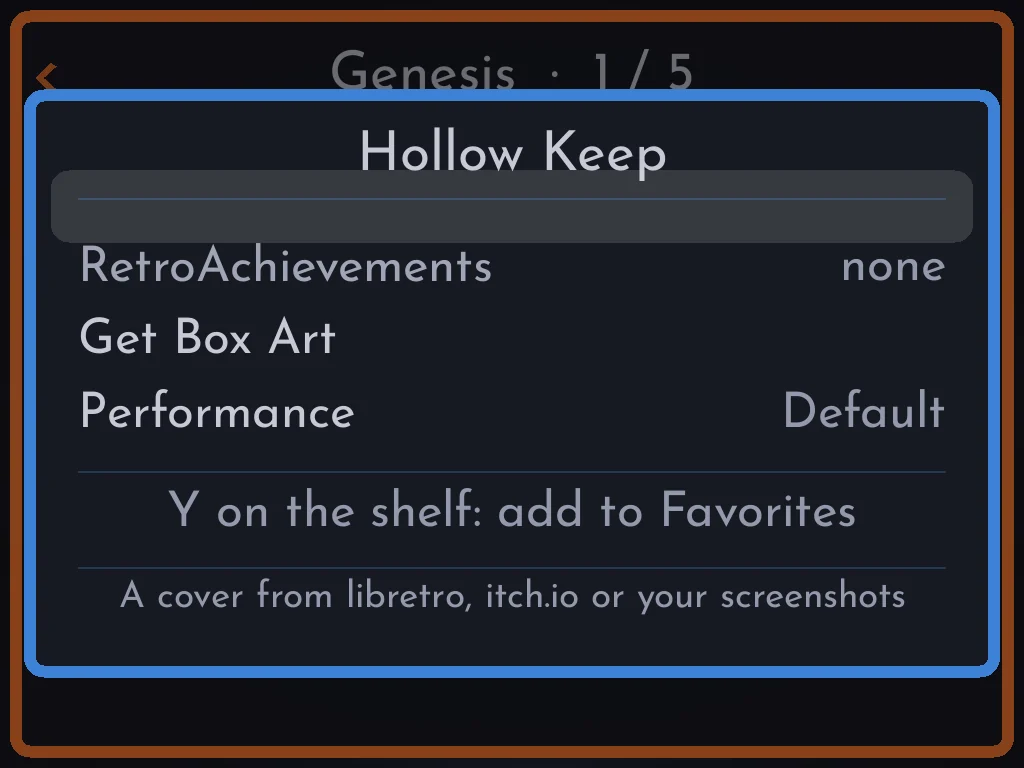 Genesis · 1 / 5
Hollow Keep
RetroAchievements none
Get Box Art
Performance Default
Y on the shelf: add to Favorites
A cover from libretro, itch.io or your screenshots